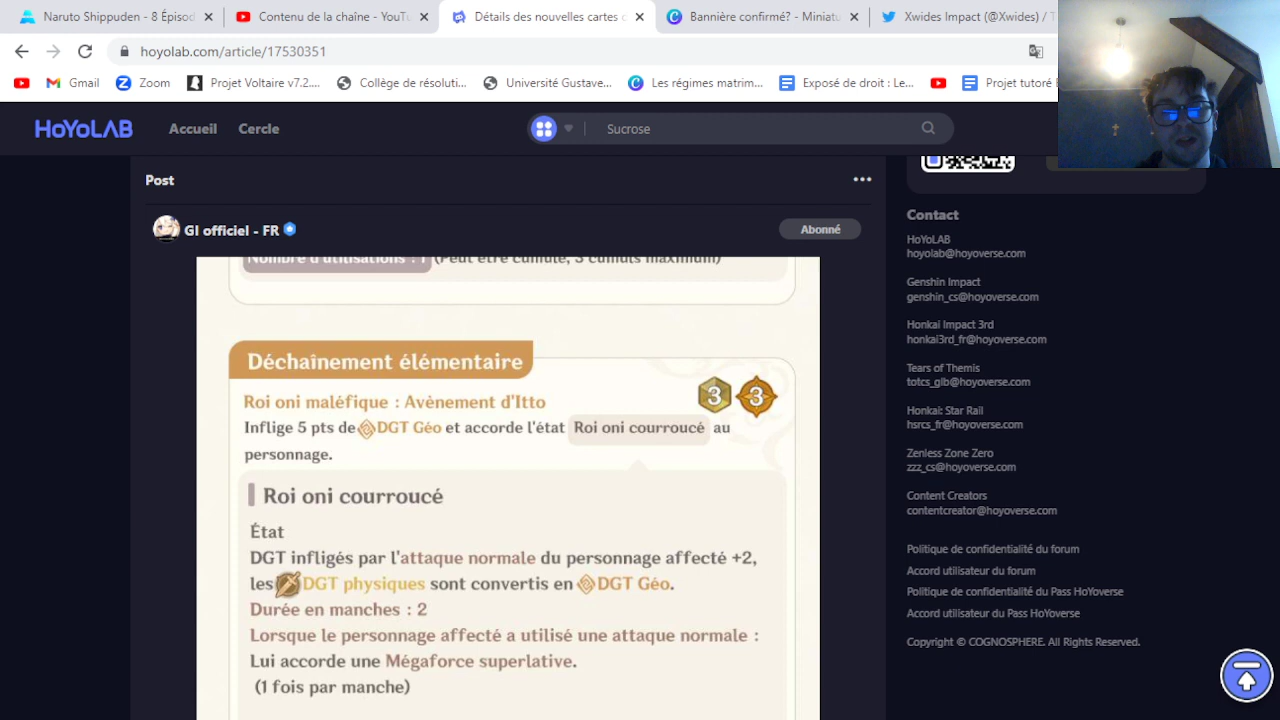 Naruto Shippuden - 8 Épisod
Contenu de la chaîne - YouTu
Détails des nouvelles cartes d
Bannière confirmé? - Miniatu
Xwides Impact (@Xwides) / T
hoyolab.com/article/17530351
Gmail
Zoom
Projet Voltaire v7.2....
Collège de résoluti...
Université Gustave...
Les régimes matrim...
Exposé de droit : Le...
Projet tutoré
HoYoLAB
Accueil
Cercle
Sucrose
Post
GI officiel - FR
Abonné
Nombre d'utilisations : 1 (Peut être cumulé, 3 cumuls maximum)
Déchaînement élémentaire
Roi oni maléfique : Avènement d'Itto
3 3
Inflige 5 pts de DGT Géo et accorde l'état Roi oni courroucé au
personnage.
Roi oni courroucé
État
DGT infligés par l'attaque normale du personnage affecté +2,
les DGT physiques sont convertis en DGT Géo.
Durée en manches : 2
Lorsque le personnage affecté a utilisé une attaque normale :
Lui accorde une Mégaforce superlative.
(1 fois par manche)
Contact
HoYoLAB
hoyolab@hoyoverse.com
Genshin Impact
genshin_cs@hoyoverse.com
Honkai Impact 3rd
honkai3rd_fr@hoyoverse.com
Tears of Themis
totcs_glb@hoyoverse.com
Honkai: Star Rail
hsrcs_fr@hoyoverse.com
Zenless Zone Zero
zzz_cs@hoyoverse.com
Content Creators
contentcreator@hoyoverse.com
Politique de confidentialité du forum
Accord utilisateur du forum
Politique de confidentialité du Pass HoYoverse
Accord utilisateur du Pass HoYoverse
Copyright © COGNOSPHERE. All Rights Reserved.